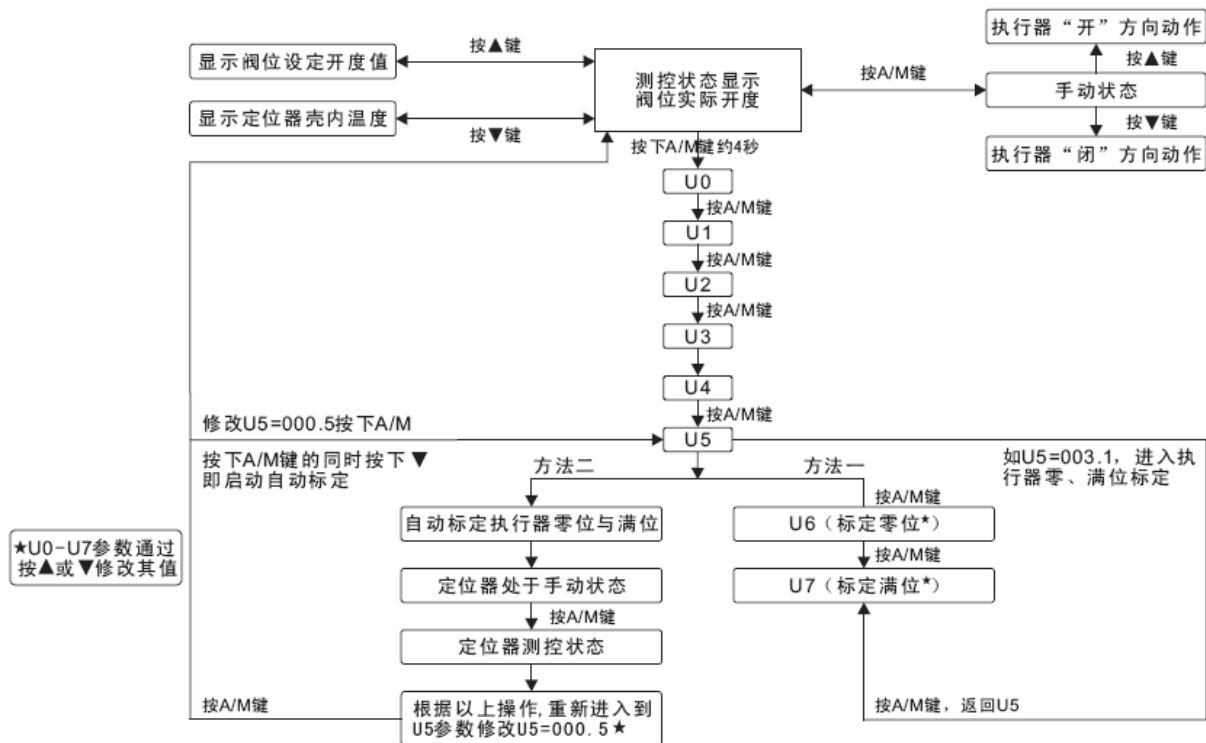 执行器“开”方向动作
按▲键
按▲键
显示阀位设定开度值
测控状态显示
阀位实际开度
按A/M键
手动状态
显示定位器壳内温度
按▼键
按▼键
执行器“闭”方向动作
按下A/M键约4秒
U0
按A/M键
U1
按A/M键
U2
按A/M键
U3
U4
按A/M键
修改U5=000.5按下A/M
U5
按下A/M键的同时按下▼
即启动自动标定
方法二
方法一
如U5=003.1，进入执
行器零、满位标定
按A/M键
自动标定执行器零位与满位
U6（标定零位★）
★U0-U7参数通过
按▲或▼修改其值
按A/M键
定位器处于手动状态
U7（标定满位★）
按A/M键
定位器测控状态
按A/M键
根据以上操作,重新进入到
U5参数修改U5=000.5★
按A/M键，返回U5